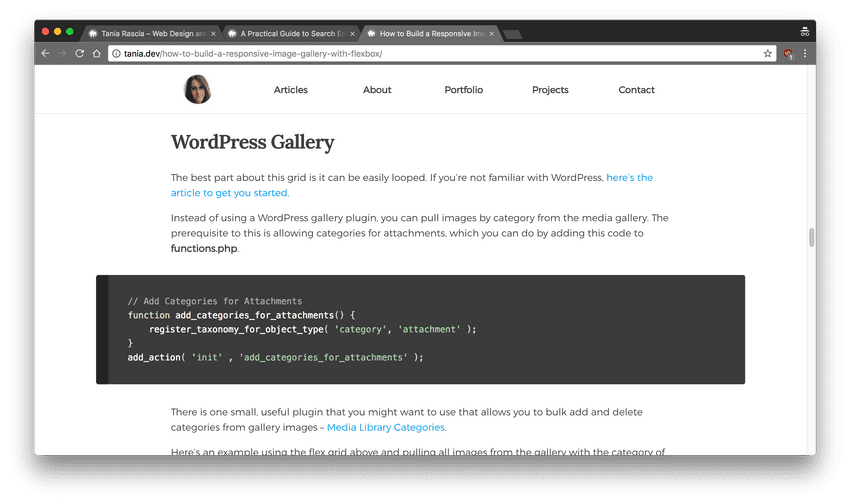 Tania Rascia – Web Design and
A Practical Guide to Search En
How to Build a Responsive Ima
tania.dev/how-to-build-a-responsive-image-gallery-with-flexbox/
1
Articles About Portfolio Projects Contact
WordPress Gallery
The best part about this grid is it can be easily looped. If you're not familiar with WordPress, here's the
article to get you started.
Instead of using a WordPress gallery plugin, you can pull images by category from the media gallery. The
prerequisite to this is allowing categories for attachments, which you can do by adding this code to
functions.php.
// Add Categories for Attachments
function add_categories_for_attachments() {
    register_taxonomy_for_object_type( 'category', 'attachment' );
}
add_action( 'init' , 'add_categories_for_attachments' );
There is one small, useful plugin that you might want to use that allows you to bulk add and delete
categories from gallery images – Media Library Categories.
Here's an example using the flex grid above and pulling all images from the gallery with the category of